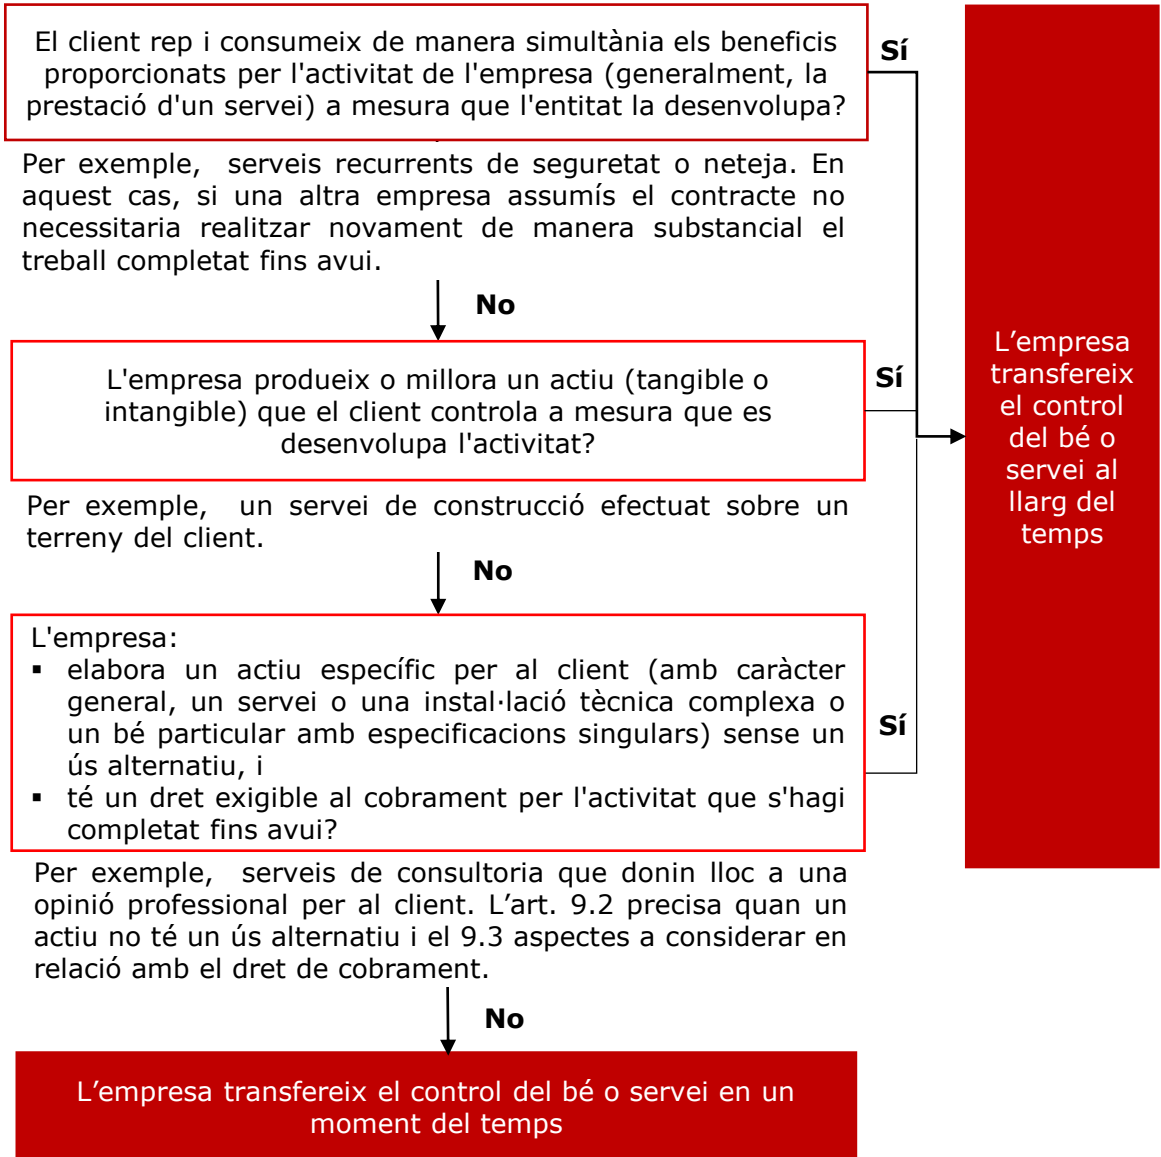 El client rep i consumeix de manera simultània els beneficis
proporcionats per l'activitat de l'empresa (generalment, la
prestació d'un servei) a mesura que l'entitat la desenvolupa?
Sí
Per exemple, serveis recurrents de seguretat o neteja. En
aquest cas, si una altra empresa assumís el contracte no
necessitaria realitzar novament de manera substancial el
treball completat fins avui.
No
L'empresa produeix o millora un actiu (tangible o
intangible) que el client controla a mesura que es
desenvolupa l'activitat?
Sí
Per exemple, un servei de construcció efectuat sobre un
terreny del client.
No
L'empresa:
▪ elabora un actiu específic per al client (amb caràcter
general, un servei o una instal·lació tècnica complexa o
un bé particular amb especificacions singulars) sense un
ús alternatiu, i
▪ té un dret exigible al cobrament per l'activitat que s'hagi
completat fins avui?
Sí
Per exemple, serveis de consultoria que donin lloc a una
opinió professional per al client. L’art. 9.2 precisa quan un
actiu no té un ús alternatiu i el 9.3 aspectes a considerar en
relació amb el dret de cobrament.
No
L’empresa transfereix el control del bé o servei en un
moment del temps
L’empresa
transfereix
el control
del bé o
servei al
llarg del
temps